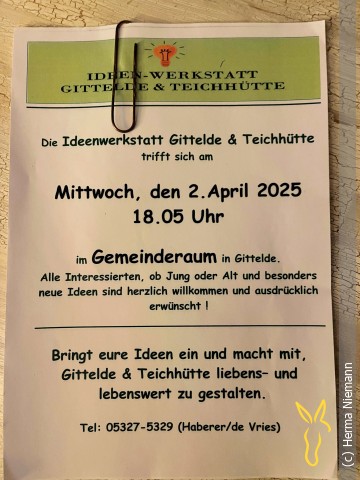 IDEEN-WERKSTATT
GITTELDE & TEICHHÜTTE
Die Ideenwerkstatt Gittelde & Teichhütte
trifft sich am
Mittwoch, den 2.April 2025
18.05 Uhr
im Gemeinderaum in Gittelde.
Alle Interessierten, ob Jung oder Alt und besonders
neue Ideen sind herzlich willkommen und ausdrücklich
erwünscht !
Bringt eure Ideen ein und macht mit,
Gittelde & Teichhütte liebens- und
lebenswert zu gestalten.
Tel: 05327-5329 (Haberer/de Vries)
(c) Herma Niemann